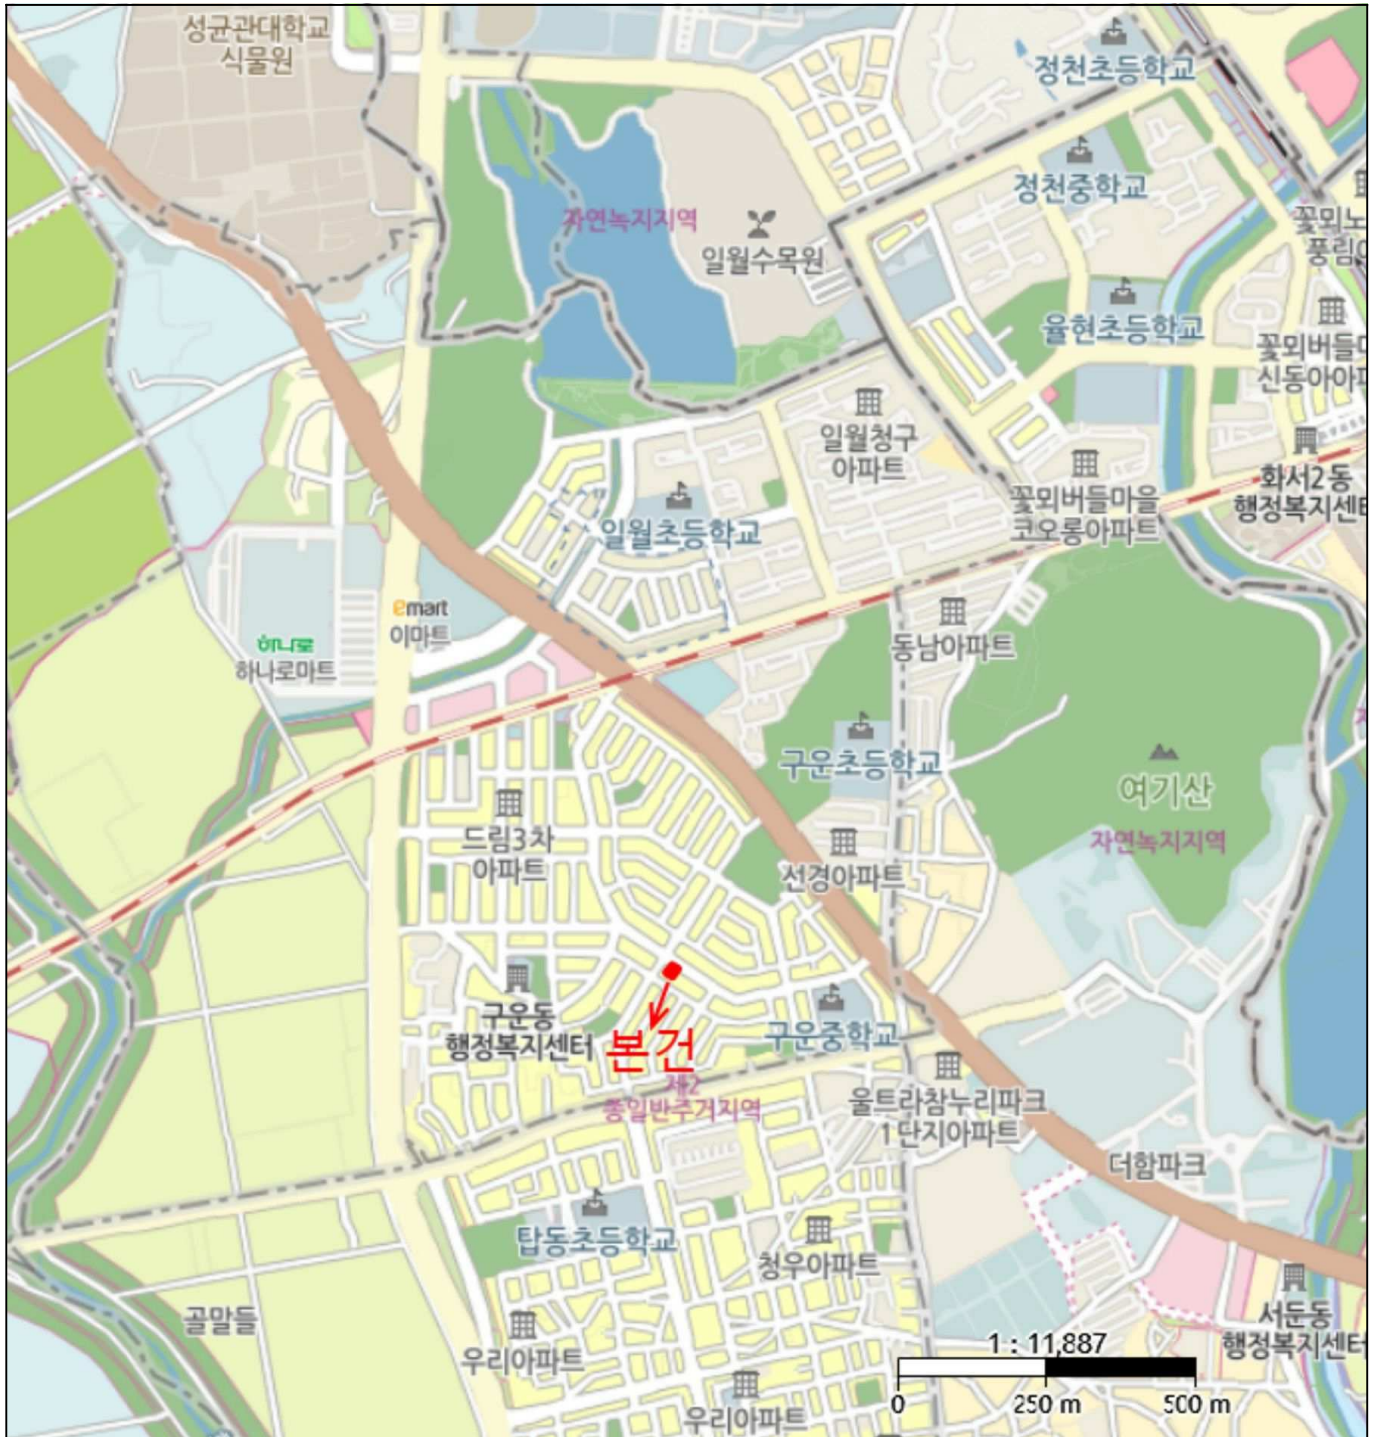 성균관대학교
식물원
정천초등학교
정천중학교
자연녹지지역
일월수목원
꽃뫼노
풍림아
율현초등학교
꽃뫼버들마
신동아아파
일월청구
아파트
화서2동
행정복지센터
꽃뫼버들마을
코오롱아파트
일월초등학교
emart
이마트
하나로
하나로마트
동남아파트
구운초등학교
여기산
자연녹지지역
드림3차
아파트
선경아파트
구운동
행정복지센터
본건
구운중학교
제2
종일반주거지역
울트라참누리파크
1단지아파트
더함파크
탑동초등학교
청우아파트
골말들
우리아파트
서둔동
행정복지센터
1 : 11,887
0 250 m 500 m
우리아파트